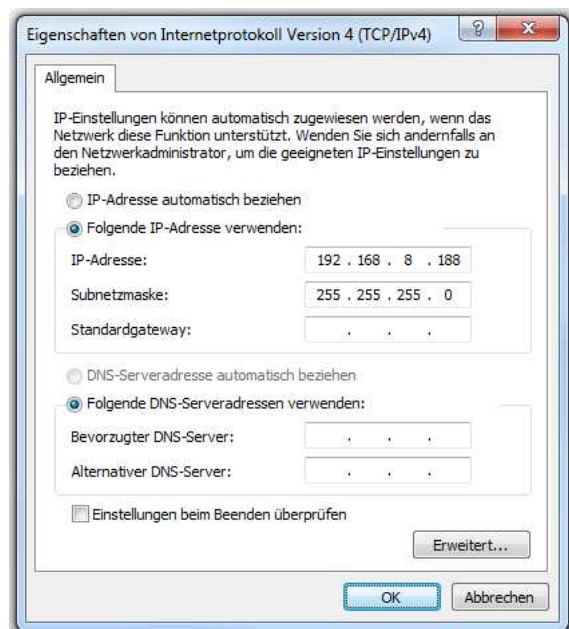 Eigenschaften von Internetprotokoll Version 4 (TCP/IPv4)
Allgemein
IP-Einstellungen können automatisch zugewiesen werden, wenn das
Netzwerk diese Funktion unterstützt. Wenden Sie sich andernfalls an
den Netzwerkadministrator, um die geeigneten IP-Einstellungen zu
beziehen.
IP-Adresse automatisch beziehen
Folgende IP-Adresse verwenden:
IP-Adresse: 192 . 168 . 8 . 188
Subnetzmaske: 255 . 255 . 255 . 0
Standardgateway: . . .
DNS-Serveradresse automatisch beziehen
Folgende DNS-Serveradressen verwenden:
Bevorzugter DNS-Server: . . .
Alternativer DNS-Server: . . .
Einstellungen beim Beenden überprüfen
Erweitert...
OK Abbrechen